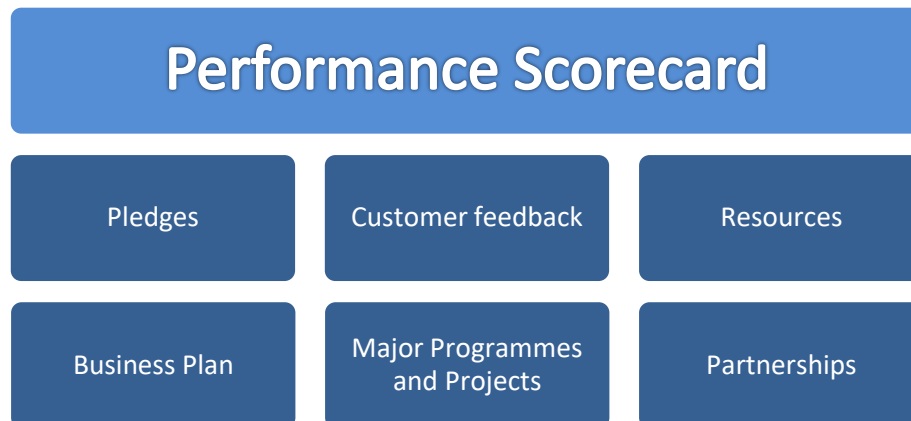 Performance Scorecard
Pledges
Customer feedback
Resources
Business Plan
Major Programmes
and Projects
Partnerships